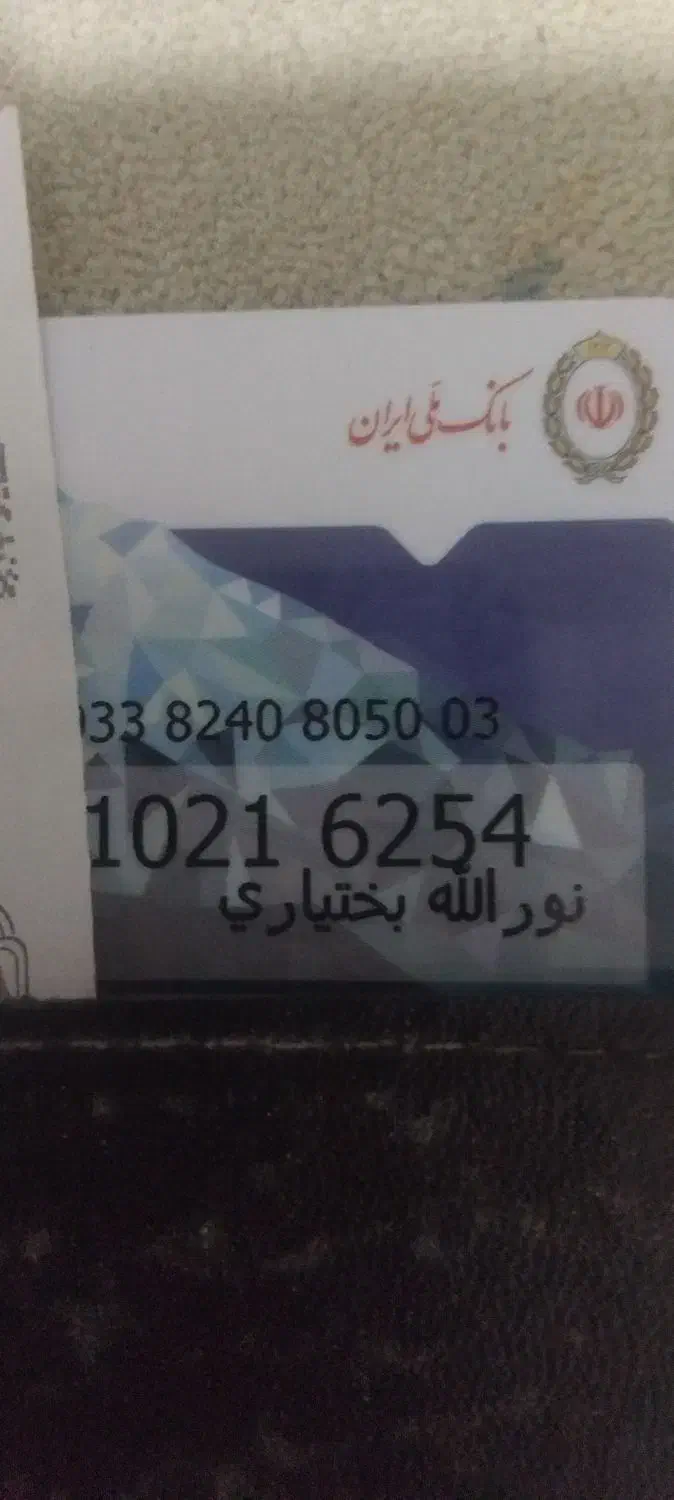 بانک ملی ایران
033 8240 8050 03
1021 6254
نورالله بختياري